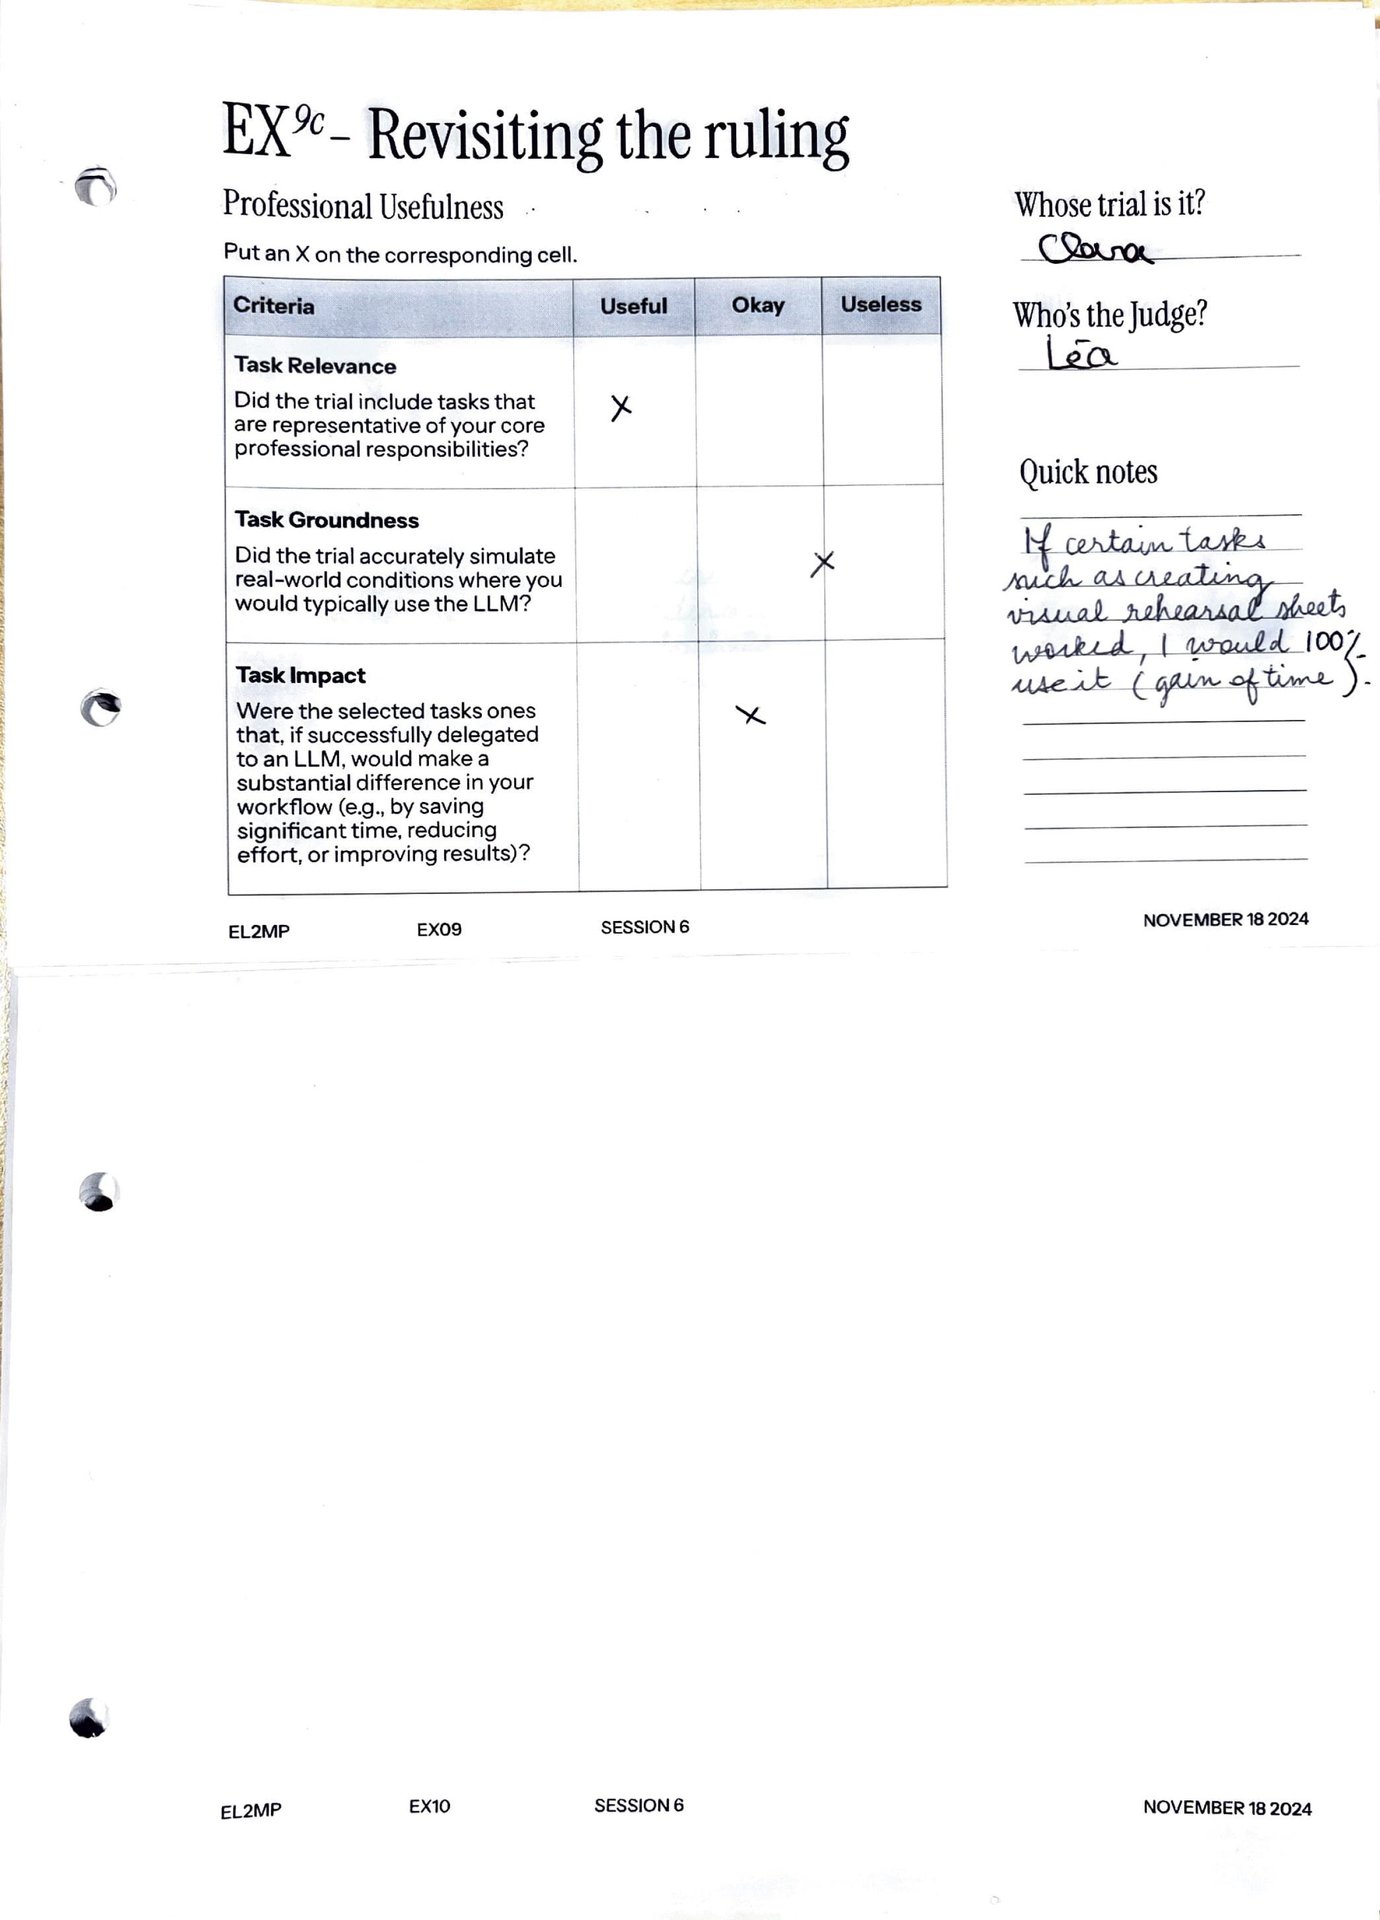 EX9c – Revisiting the ruling
Professional Usefulness
Put an X on the corresponding cell.
Criteria Useful Okay Useless
Task Relevance
Did the trial include tasks that
are representative of your core
professional responsibilities?
X
Task Groundness
Did the trial accurately simulate
real-world conditions where you
would typically use the LLM?
X
Task Impact
Were the selected tasks ones
that, if successfully delegated
to an LLM, would make a
substantial difference in your
workflow (e.g., by saving
significant time, reducing
effort, or improving results)?
X
Whose trial is it?
Clara
Who's the Judge?
Léa
Quick notes
If certain tasks
such as creating
visual rehearsal sheets
worked, I would 100%
use it (gain of time).
EL2MP EX09 SESSION 6 NOVEMBER 18 2024
EL2MP EX10 SESSION 6 NOVEMBER 18 2024